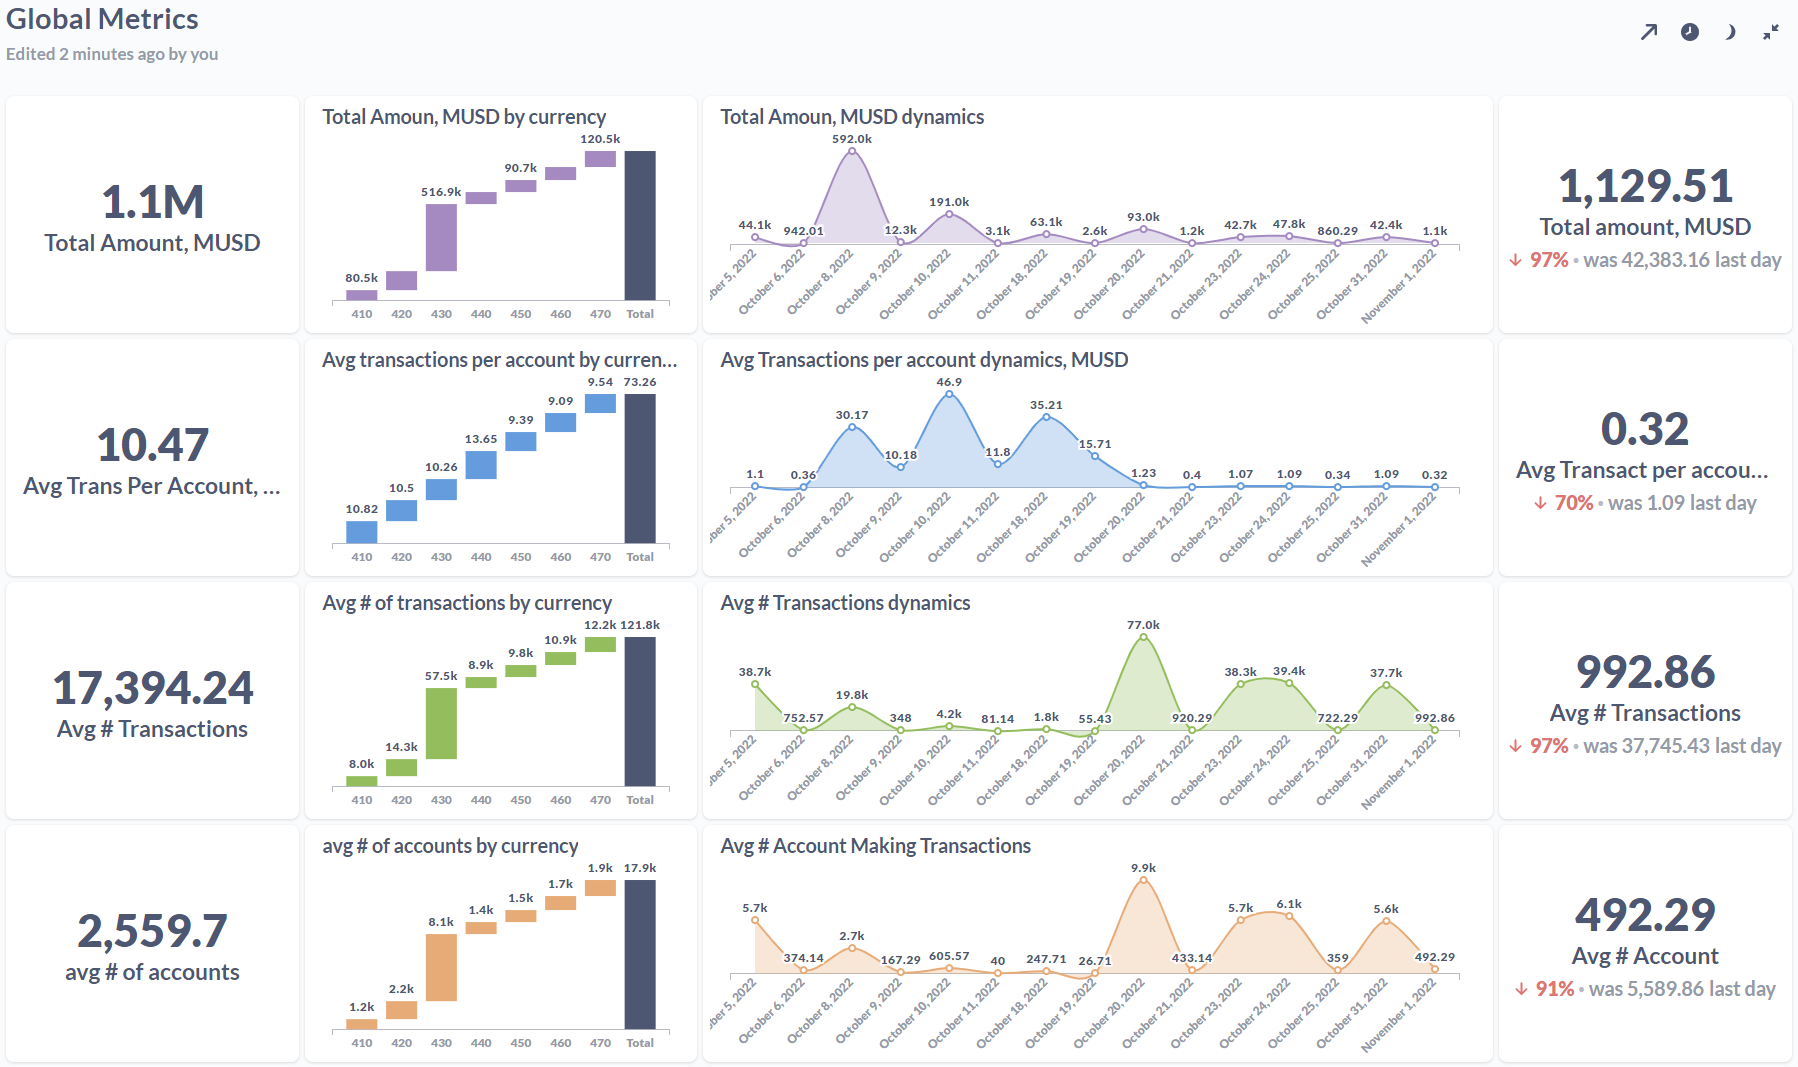 Global Metrics
Edited 2 minutes ago by you
1.1M
Total Amount, MUSD
Total Amoun, MUSD by currency
120.5k
90.7k
516.9k
80.5k
410 420 430 440 450 460 470 Total
Total Amoun, MUSD dynamics
592.0k
191.0k
44.1k 942.01 12.3k 3.1k 63.1k 2.6k 93.0k 1.2k 42.7k 47.8k 860.29 42.4k 1.1k
ber 5, 2022 October 6, 2022 October 8, 2022 October 9, 2022 October 10, 2022 October 11, 2022 October 18, 2022 October 19, 2022 October 20, 2022 October 21, 2022 October 23, 2022 October 24, 2022 October 25, 2022 October 31, 2022 November 1, 2022
1,129.51
Total amount, MUSD
↓ 97% • was 42,383.16 last day
10.47
Avg Trans Per Account, ...
Avg transactions per account by curren...
9.54 73.26
9.09
9.39
13.65
10.26
10.5
10.82
410 420 430 440 450 460 470 Total
Avg Transactions per account dynamics, MUSD
46.9
35.21
30.17
15.71
10.18 11.8
1.1 0.36 1.23 0.4 1.07 1.09 0.34 1.09 0.32
ber 5, 2022 October 6, 2022 October 8, 2022 October 9, 2022 October 10, 2022 October 11, 2022 October 18, 2022 October 19, 2022 October 20, 2022 October 21, 2022 October 23, 2022 October 24, 2022 October 25, 2022 October 31, 2022 November 1, 2022
0.32
Avg Transact per accou...
↓ 70% • was 1.09 last day
17,394.24
Avg # Transactions
Avg # of transactions by currency
12.2k 121.8k
10.9k
9.8k
8.9k
57.5k
14.3k
8.0k
410 420 430 440 450 460 470 Total
Avg # Transactions dynamics
77.0k
38.7k 38.3k 39.4k 37.7k
19.8k
752.57 348 4.2k 81.14 1.8k 55.43 920.29 722.29 992.86
ber 5, 2022 October 6, 2022 October 8, 2022 October 9, 2022 October 10, 2022 October 11, 2022 October 18, 2022 October 19, 2022 October 20, 2022 October 21, 2022 October 23, 2022 October 24, 2022 October 25, 2022 October 31, 2022 November 1, 2022
992.86
Avg # Transactions
↓ 97% • was 37,745.43 last day
2,559.7
avg # of accounts
avg # of accounts by currency
1.9k 17.9k
1.7k
1.5k
1.4k
8.1k
2.2k
1.2k
410 420 430 440 450 460 470 Total
Avg # Account Making Transactions
9.9k
5.7k 5.7k 6.1k 5.6k
2.7k
374.14 167.29 605.57 40 247.71 26.71 433.14 359 492.29
ber 5, 2022 October 6, 2022 October 8, 2022 October 9, 2022 October 10, 2022 October 11, 2022 October 18, 2022 October 19, 2022 October 20, 2022 October 21, 2022 October 23, 2022 October 24, 2022 October 25, 2022 October 31, 2022 November 1, 2022
492.29
Avg # Account
↓ 91% • was 5,589.86 last day